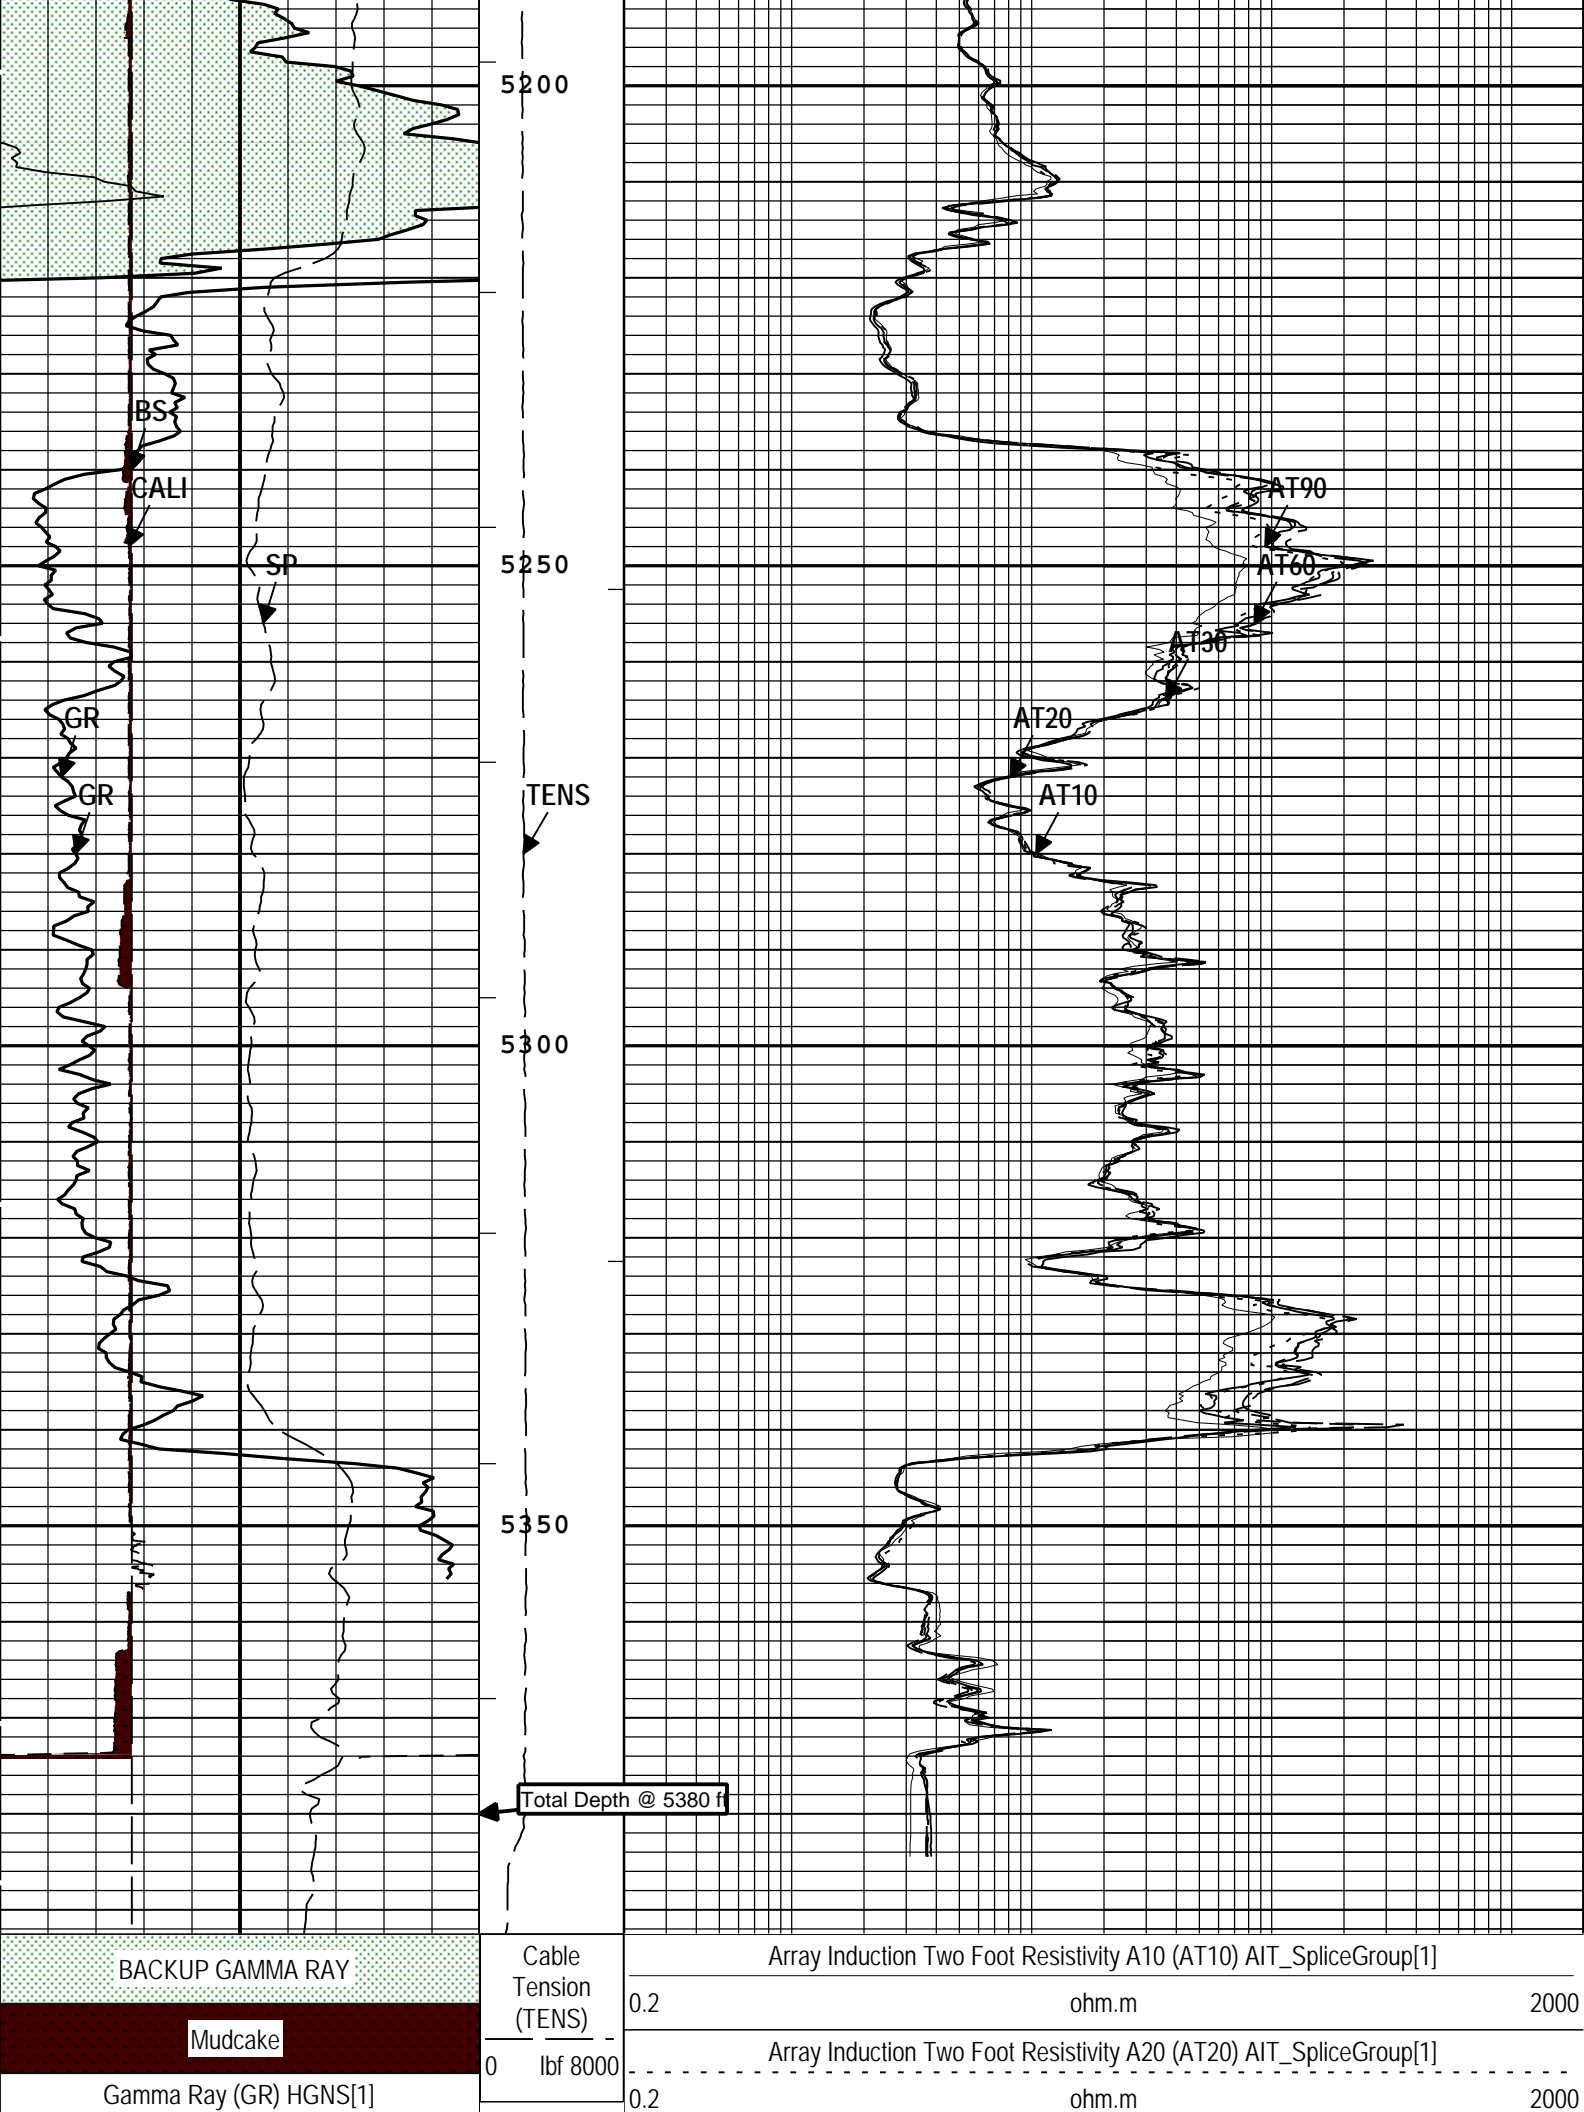 5200
BS
CALI
AT90
SP
5250
AT60
AT30
GR
AT20
GR
TENS
AT10
5300
5350
Total Depth @ 5380 ft
BACKUP GAMMA RAY
Mudcake
Gamma Ray (GR) HGNS[1]
Cable
Tension
(TENS)
0 lbf 8000
Array Induction Two Foot Resistivity A10 (AT10) AIT_SpliceGroup[1]
0.2 ohm.m 2000
Array Induction Two Foot Resistivity A20 (AT20) AIT_SpliceGroup[1]
0.2 ohm.m 2000